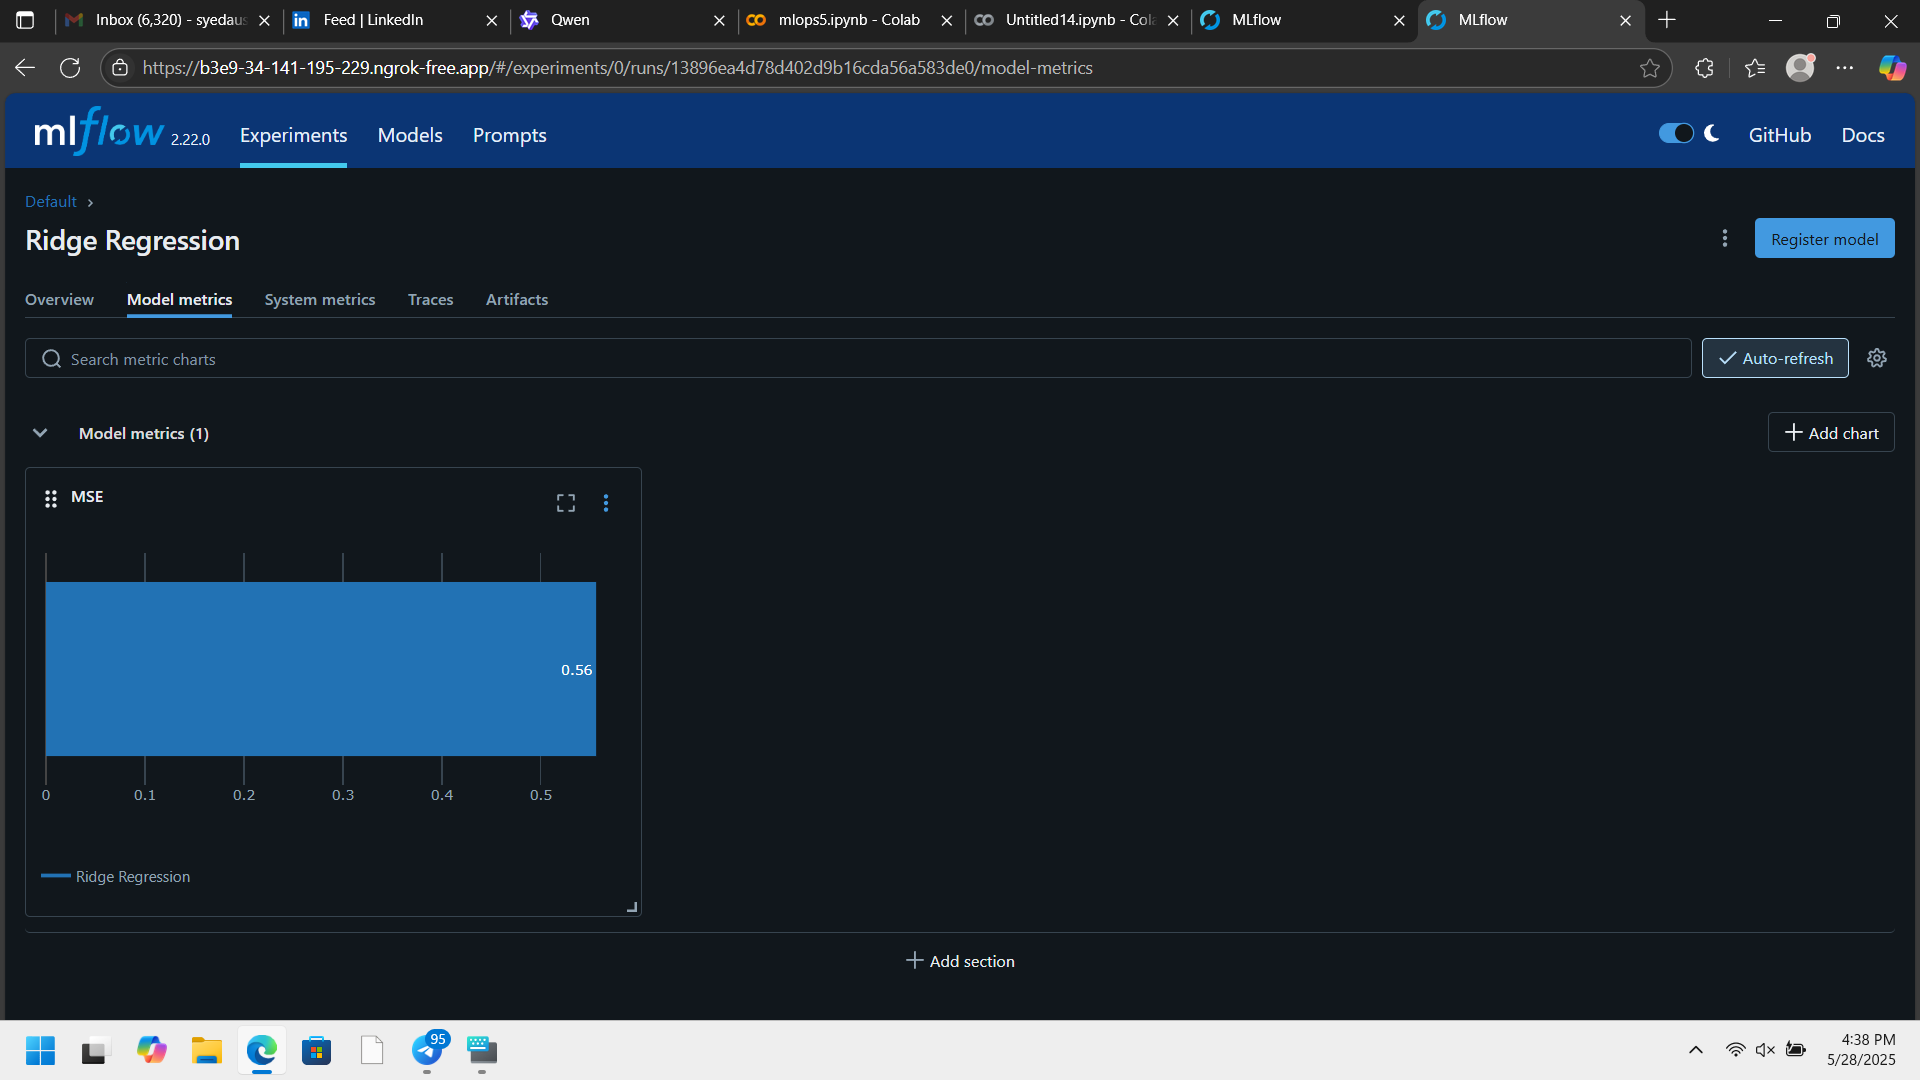 Inbox (6,320) - syedaus
Feed | LinkedIn
Qwen
mlops5.ipynb - Colab
Untitled14.ipynb - Cola
MLflow
MLflow
https://b3e9-34-141-195-229.ngrok-free.app/#/experiments/0/runs/13896ea4d78d402d9b16cda56a583de0/model-metrics
mlflow 2.22.0
Experiments
Models
Prompts
GitHub
Docs
Default
Ridge Regression
Register model
Overview
Model metrics
System metrics
Traces
Artifacts
Search metric charts
Auto-refresh
Model metrics (1)
Add chart
MSE
0.56
0 0.1 0.2 0.3 0.4 0.5
Ridge Regression
Add section
95
4:38 PM
5/28/2025